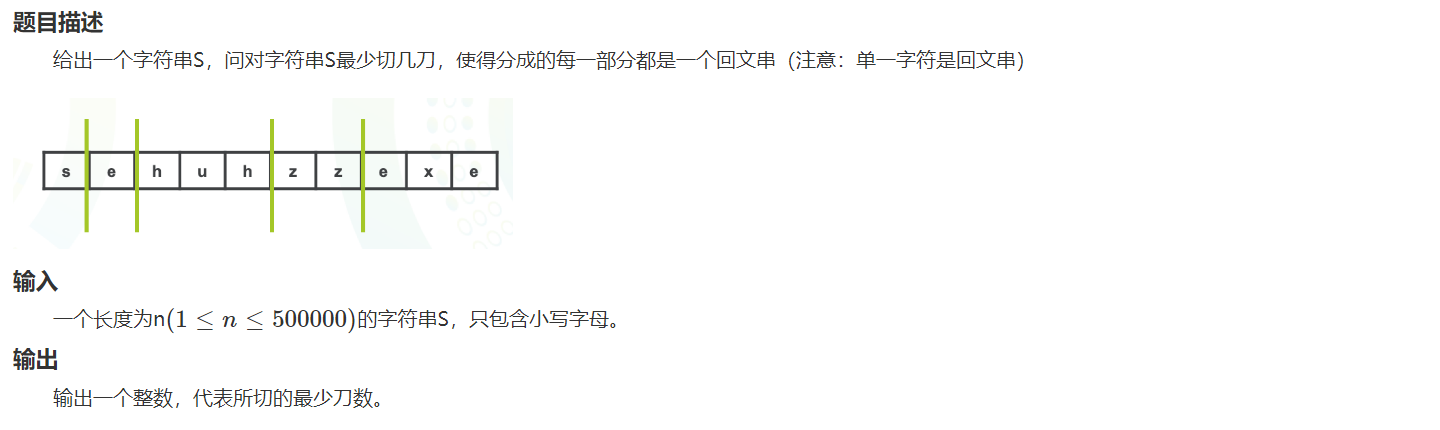 题目描述
给出一个字符串S，问对字符串S最少切几刀，使得分成的每一部分都是一个回文串（注意：单一字符是回文串）
s e h u h z z e x e
输入
一个长度为n(1 ≤ n ≤ 500000)的字符串S，只包含小写字母。
输出
输出一个整数，代表所切的最少刀数。